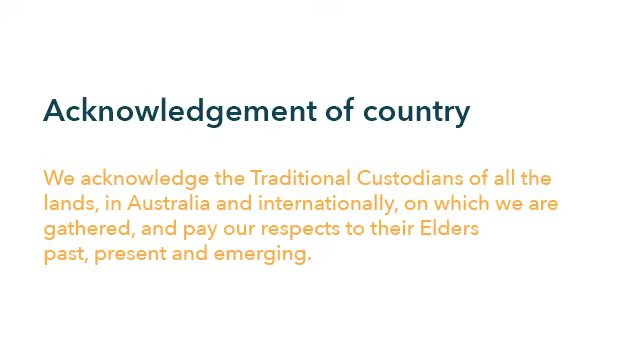 Acknowledgement of country
We acknowledge the Traditional Custodians of all the
lands, in Australia and internationally, on which we are
gathered, and pay our respects to their Elders
past, present and emerging.